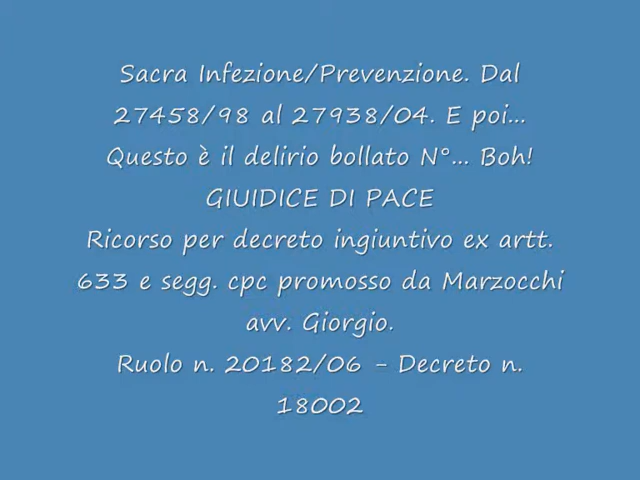 Sacra Infezione/Prevenzione. Dal
27458/98 al 27938/04. E poi...
Questo è il delirio bollato N°... Boh!
GIUIDICE DI PACE
Ricorso per decreto ingiuntivo ex artt.
633 e segg. cpc promosso da Marzocchi
avv. Giorgio.
Ruolo n. 20182/06 - Decreto n.
18002